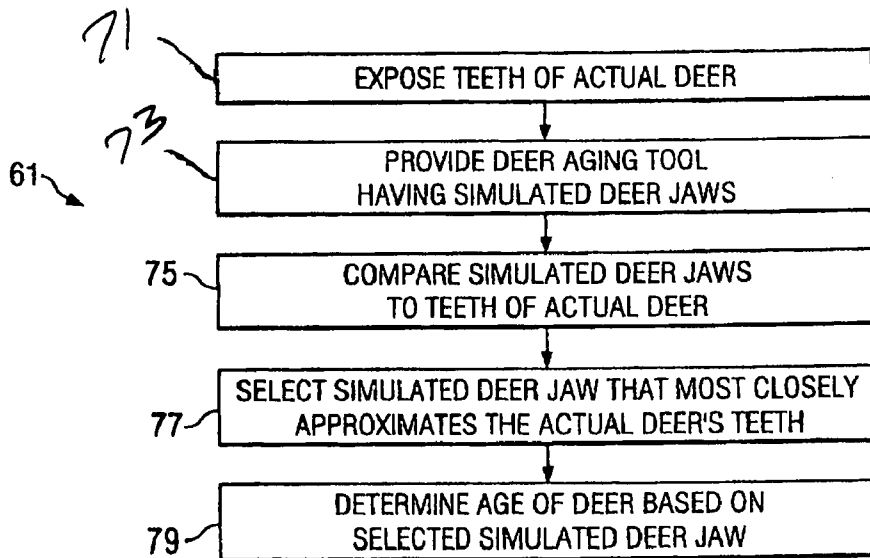 71
EXPOSE TEETH OF ACTUAL DEER
73
PROVIDE DEER AGING TOOL
HAVING SIMULATED DEER JAWS
61
75
COMPARE SIMULATED DEER JAWS
TO TEETH OF ACTUAL DEER
77
SELECT SIMULATED DEER JAW THAT MOST CLOSELY
APPROXIMATES THE ACTUAL DEER'S TEETH
79
DETERMINE AGE OF DEER BASED ON
SELECTED SIMULATED DEER JAW